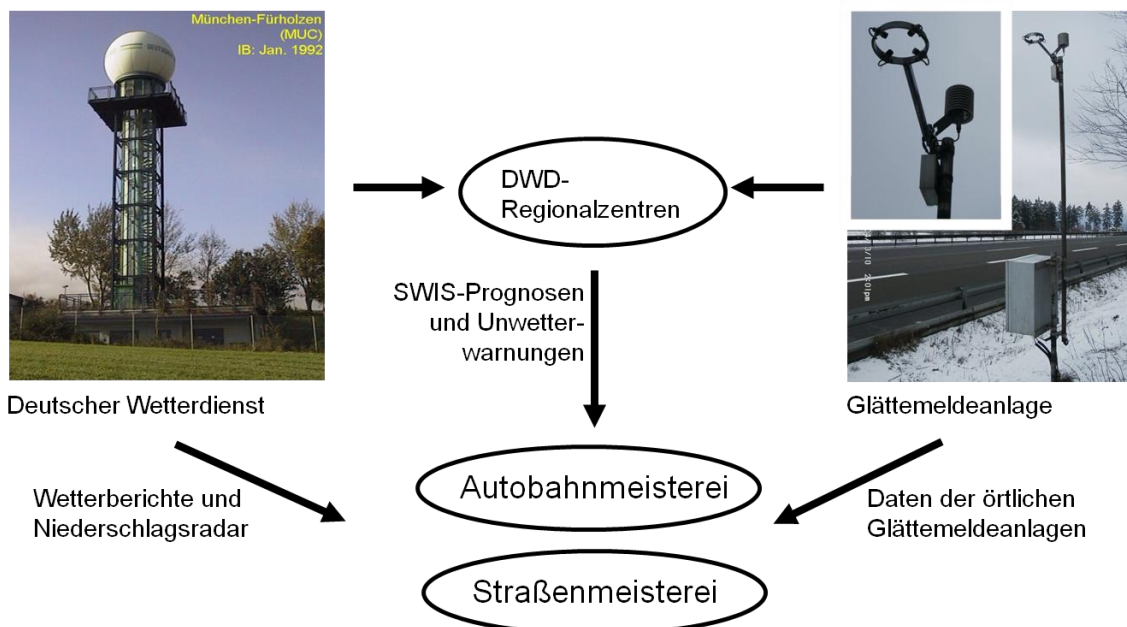 München-Fürholzen
(MUC)
IB: Jan. 1992
DWD-
Regionalzentren
SWIS-Prognosen
und Unwetter-
warnungen
Deutscher Wetterdienst
Glättemeldeanlage
Wetterberichte und
Niederschlagsradar
Autobahnmeisterei
Daten der örtlichen
Glättemeldeanlagen
Straßenmeisterei